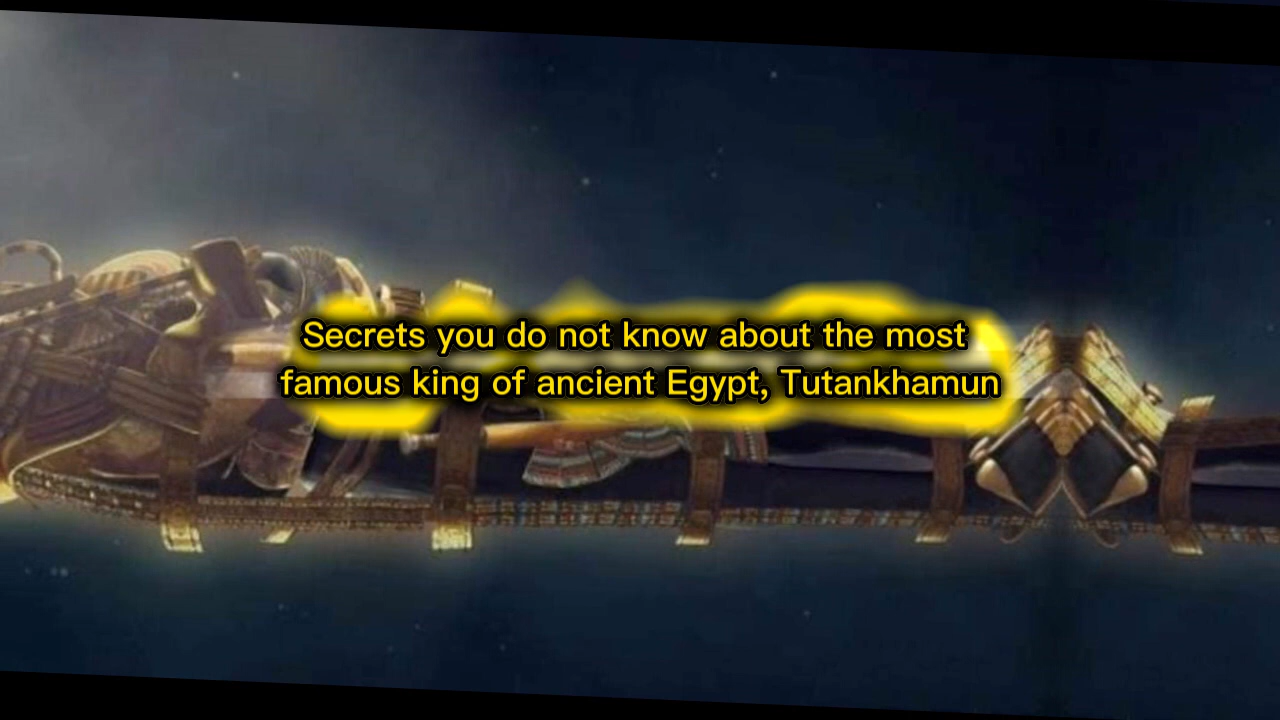 Secrets you do not know about the most
famous king of ancient Egypt, Tutankhamun